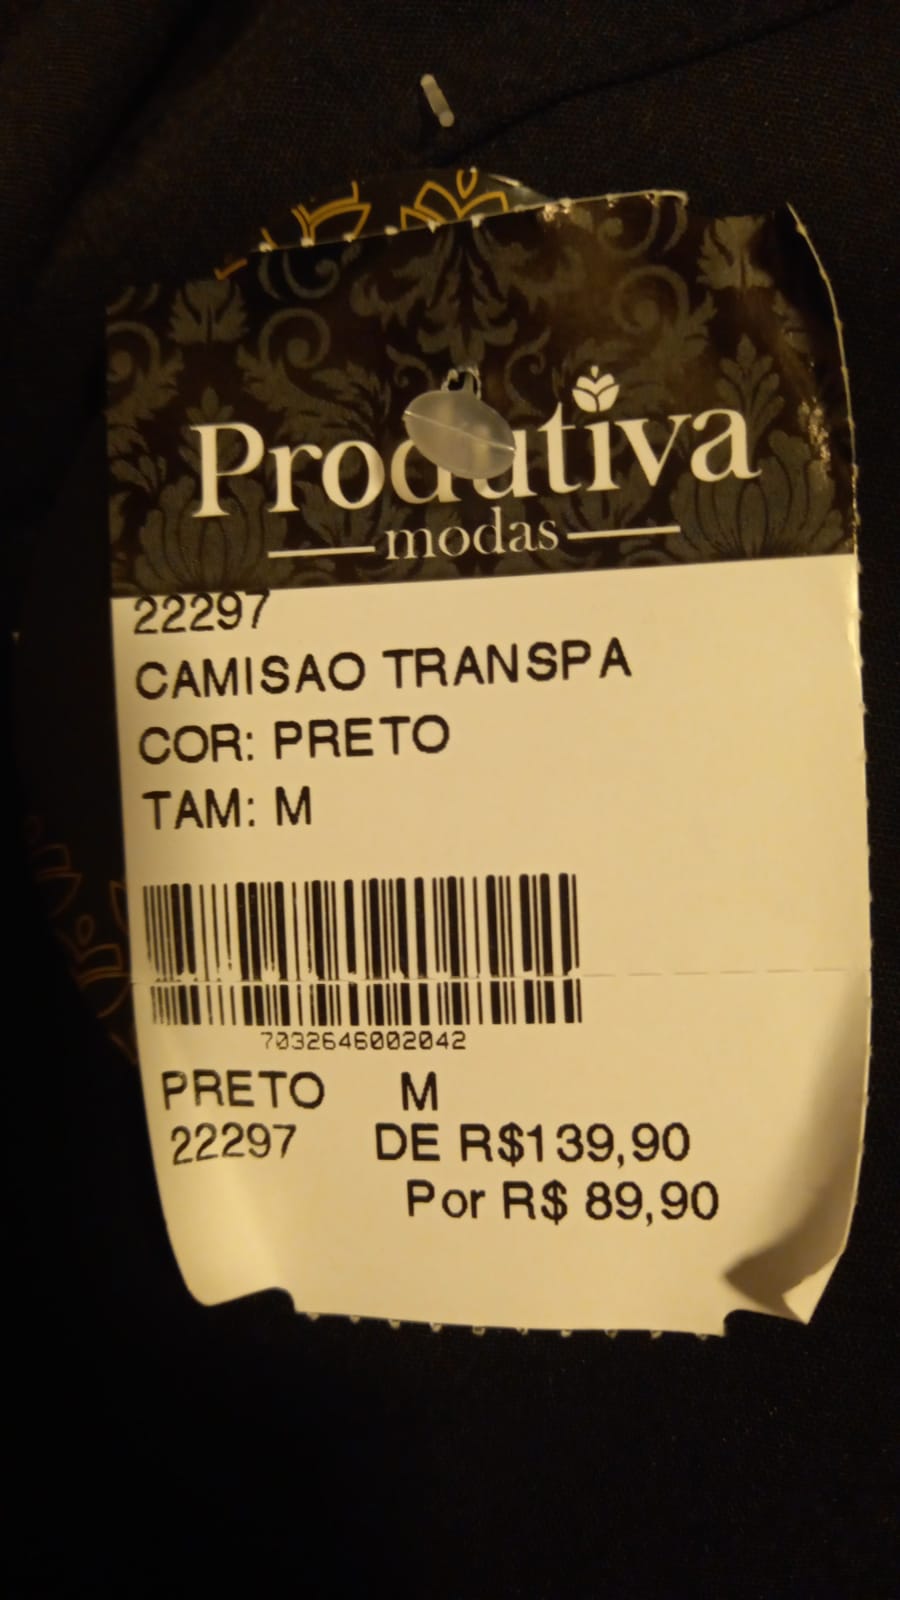 Produtiva
modas
22297
CAMISAO TRANSPA
COR: PRETO
TAM: M
7032646002042
PRETO M
22297 DE R$139,90
Por R$ 89,90